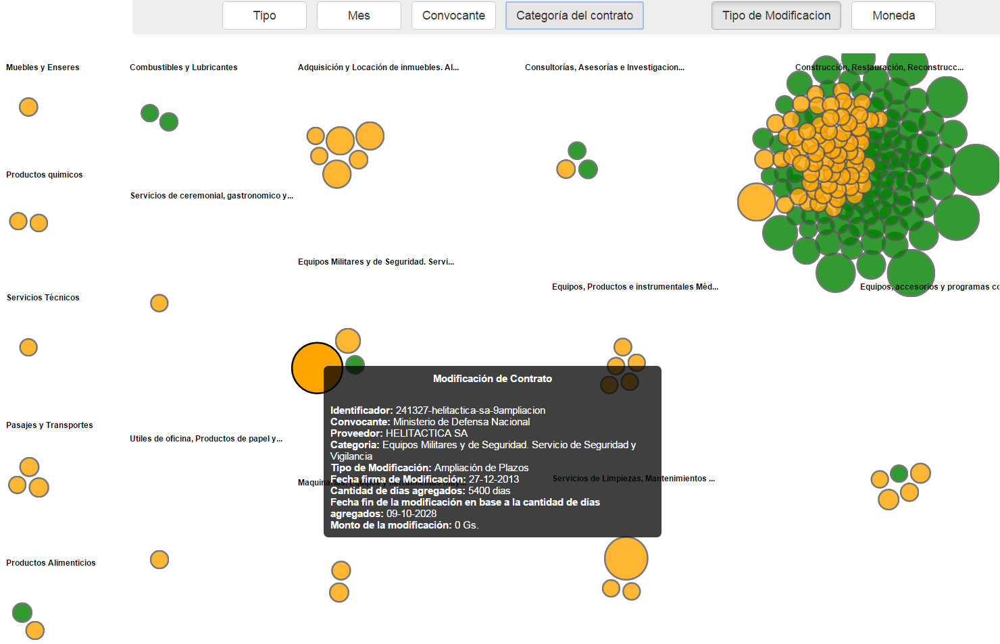 Tipo
Mes
Convocante
Categoría del contrato
Tipo de Modificacion
Moneda
Muebles y Enseres
Combustibles y Lubricantes
Adquisición y Locación de inmuebles. Al...
Consultorías, Asesorías e Investigacion...
Construcción, Restauración, Reconstrucc...
Productos quimicos
Servicios de ceremonial, gastronomico y...
Equipos Militares y de Seguridad. Servi...
Equipos, Productos e instrumentales Méd...
Equipos, accesorios y programas co
Servicios Técnicos
Pasajes y Transportes
Utiles de oficina, Productos de papel y...
Maquinarias, Equipos y herramientas may...
Servicios de Limpiezas, Mantenimientos ...
Productos Alimenticios
Modificación de Contrato
Identificador: 241327-helitactica-sa-9ampliacion
Convocante: Ministerio de Defensa Nacional
Proveedor: HELITACTICA SA
Categoria: Equipos Militares y de Seguridad. Servicio de Seguridad y
Vigilancia
Tipo de Modificación: Ampliación de Plazos
Fecha firma de Modificación: 27-12-2013
Cantidad de días agregados: 5400 dias
Fecha fin de la modificación en base a la cantidad de días
agregados: 09-10-2028
Monto de la modificación: 0 Gs.